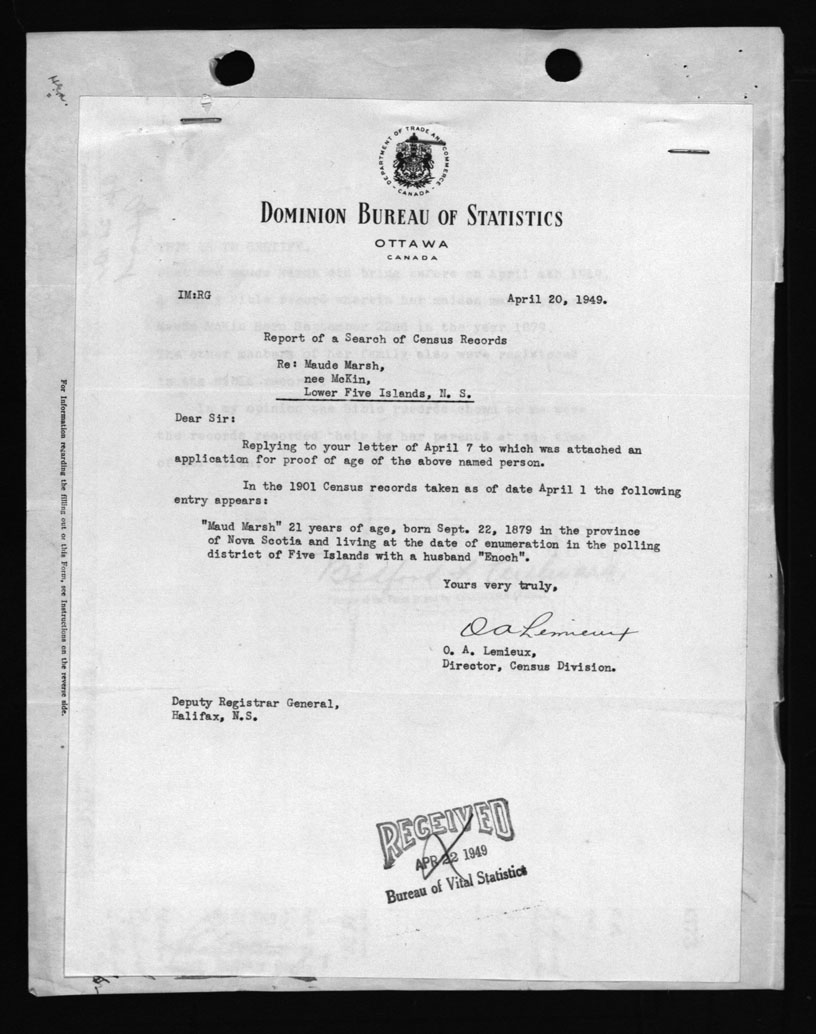 DEPARTMENT OF TRADE AND COMMERCE
CANADA
DOMINION BUREAU OF STATISTICS
OTTAWA
CANADA
IM:RG
April 20, 1949.
Report of a Search of Census Records
Re: Maude Marsh,
nee McKin,
Lower Five Islands, N. S.
Dear Sir:
Replying to your letter of April 7 to which was attached an
application for proof of age of the above named person.
In the 1901 Census records taken as of date April 1 the following
entry appears:
"Maud Marsh" 21 years of age, born Sept. 22, 1879 in the province
of Nova Scotia and living at the date of enumeration in the polling
district of Five Islands with a husband "Enoch".
Yours very truly,
O A Lemieux
O. A. Lemieux,
Director, Census Division.
Deputy Registrar General,
Halifax, N.S.
RECEIVED
APR 22 1949
Bureau of Vital Statistics
For Information regarding the filling out of this Form, see Instructions on the reverse side.